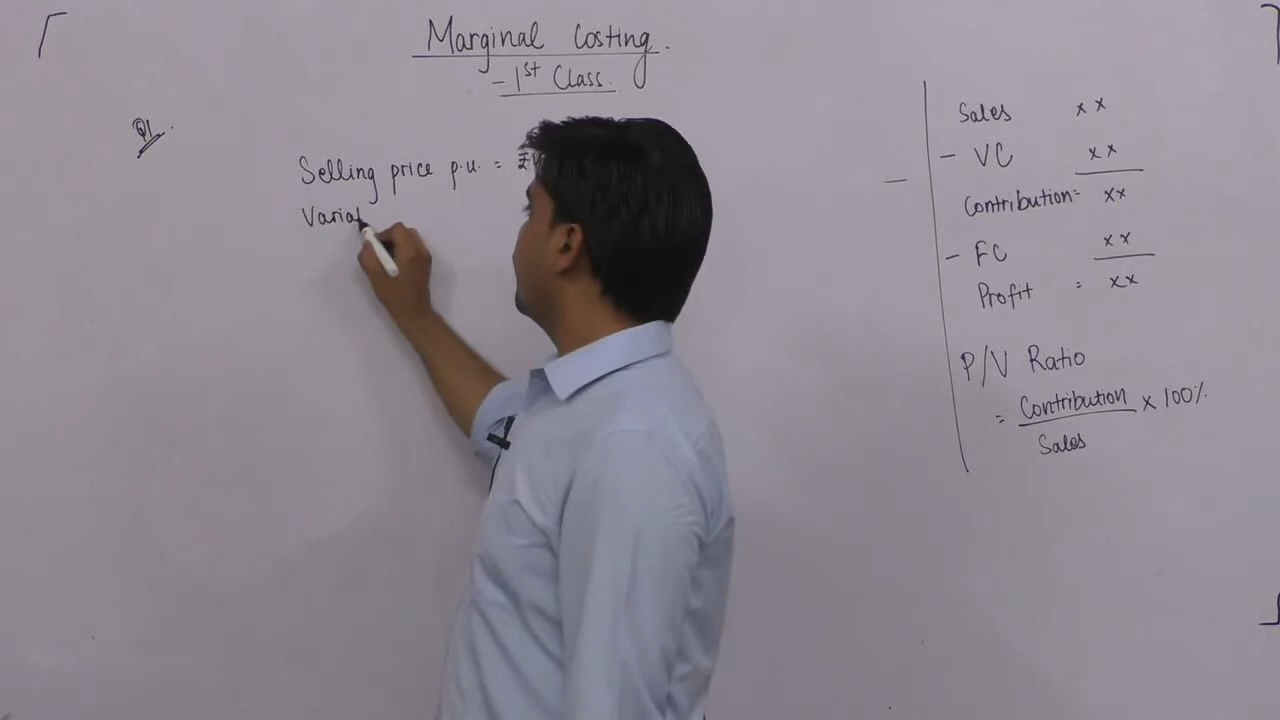 Marginal Costing.
- 1st Class.
Q1.
Selling price p.u. = ₹
Varia
Sales xx
- VC xx
Contribution = xx
- FC xx
Profit = xx
P/V Ratio
= Contribution x 100%
Sales